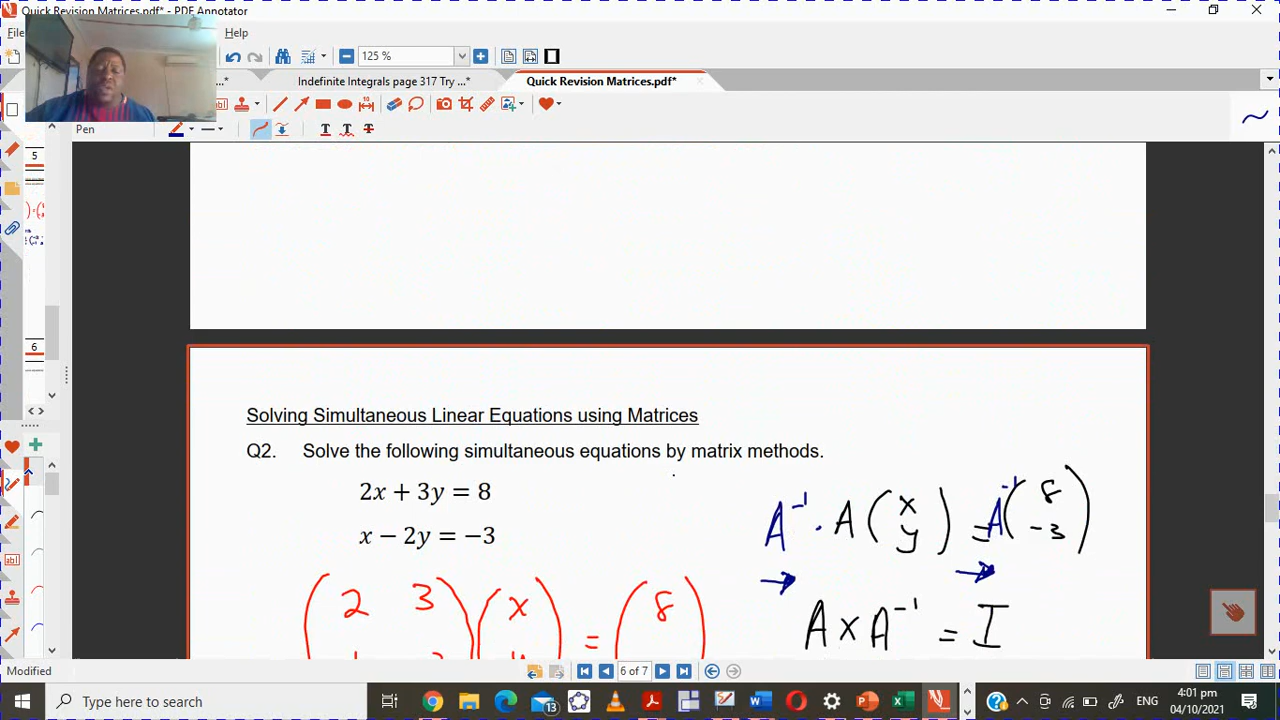 Quick Revision Matrices.pdf* - PDF Annotator
Help
125 %
Indefinite Integrals page 317 Try ...*
Quick Revision Matrices.pdf*
Pen
5
6
Solving Simultaneous Linear Equations using Matrices
Q2. Solve the following simultaneous equations by matrix methods.
2x + 3y = 8
x − 2y = −3
A⁻¹ · A (x y) = A⁻¹ (8 -3)
A x A⁻¹ = I
2 3 x = 8
Modified
6 of 7
Type here to search
13
ENG
4:01 pm
04/10/2021